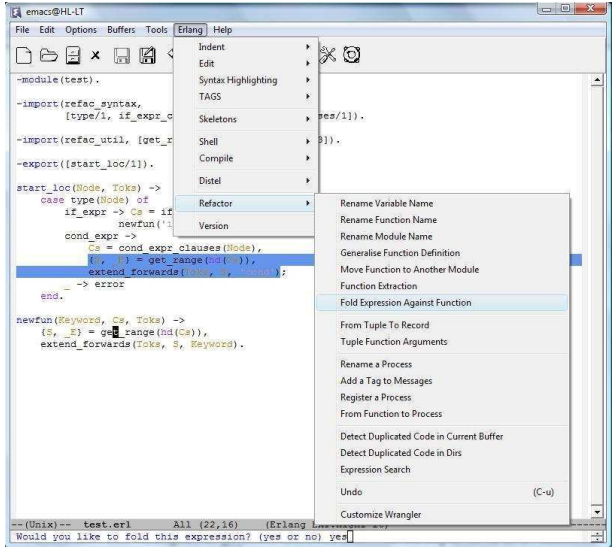 emacs@HL-LT
File Edit Options Buffers Tools Erlang Help
Indent
Edit
Syntax Highlighting
TAGS
Skeletons
Shell
Compile
Distel
Refactor
Version
Rename Variable Name
Rename Function Name
Rename Module Name
Generalise Function Definition
Move Function to Another Module
Function Extraction
Fold Expression Against Function
From Tuple To Record
Tuple Function Arguments
Rename a Process
Add a Tag to Messages
Register a Process
From Function to Process
Detect Duplicated Code in Current Buffer
Detect Duplicated Code in Dirs
Expression Search
Undo (C-u)
Customize Wrangler
-module(test).
-import(refac_syntax,
[type/1, if_expr_c ses/1]).
-import(refac_util, [get_r 3]).
-export([start_loc/1]).
start_loc(Node, Toks) ->
case type(Node) of
if_expr -> Cs = if
newfun('i
cond_expr ->
Cs = cond_expr_clauses(Node),
{S, _E} = get_range(hd(Cs)),
extend_forwards(Toks, S, 'cond');
_ -> error
end.
newfun(Keyword, Cs, Toks) ->
{S, _E} = get_range(hd(Cs)),
extend_forwards(Toks, S, Keyword).
--(Unix)-- test.erl All (22,16) (Erlang
Would you like to fold this expression? (yes or no) yes